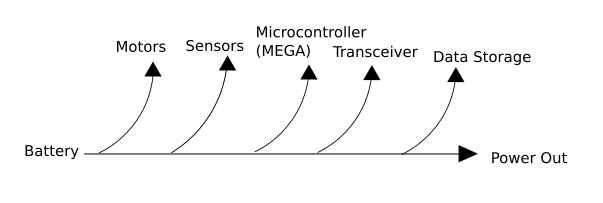 Motors
Sensors
Microcontroller
(MEGA)
Transceiver
Data Storage
Battery
Power Out